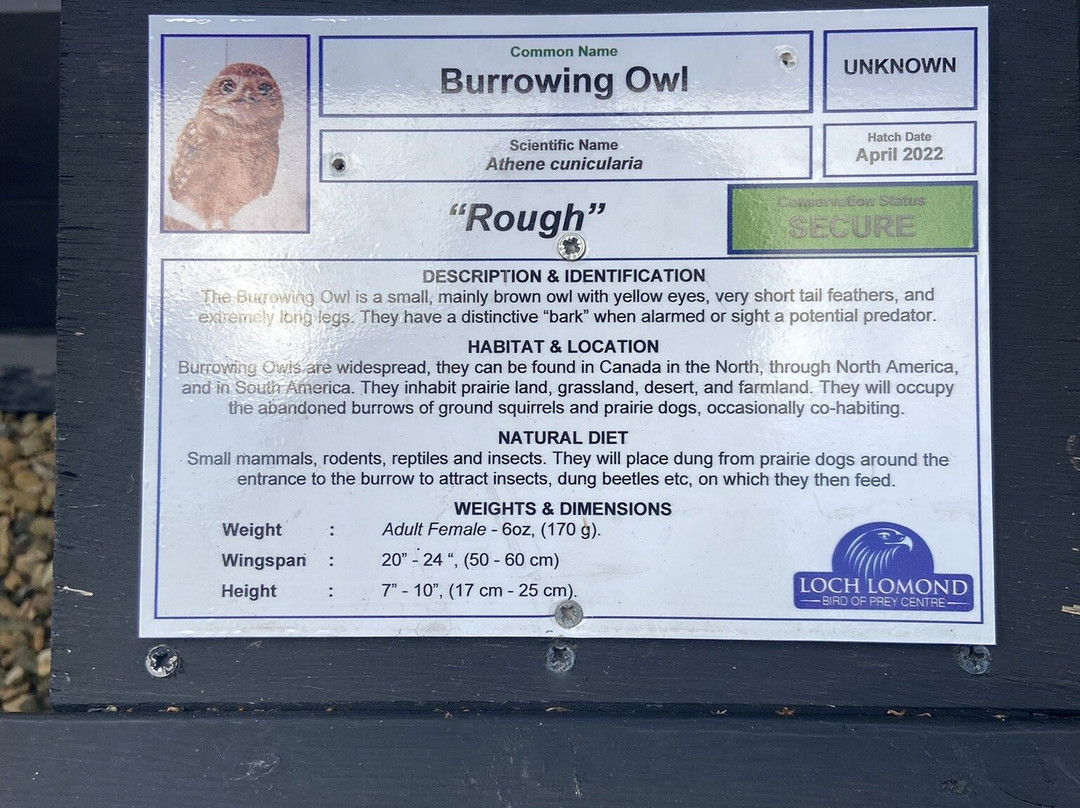 Common Name
Burrowing Owl
UNKNOWN
Scientific Name
Athene cunicularia
Hatch Date
April 2022
“Rough”
Conservation Status
SECURE
DESCRIPTION & IDENTIFICATION
The Burrowing Owl is a small, mainly brown owl with yellow eyes, very short tail feathers, and
extremely long legs. They have a distinctive “bark” when alarmed or sight a potential predator.
HABITAT & LOCATION
Burrowing Owls are widespread, they can be found in Canada in the North, through North America,
and in South America. They inhabit prairie land, grassland, desert, and farmland. They will occupy
the abandoned burrows of ground squirrels and prairie dogs, occasionally co-habiting.
NATURAL DIET
Small mammals, rodents, reptiles and insects. They will place dung from prairie dogs around the
entrance to the burrow to attract insects, dung beetles etc, on which they then feed.
WEIGHTS & DIMENSIONS
Weight : Adult Female - 6oz, (170 g).
Wingspan : 20” - 24 “, (50 - 60 cm)
Height : 7” - 10”, (17 cm - 25 cm).
LOCH LOMOND
BIRD OF PREY CENTRE